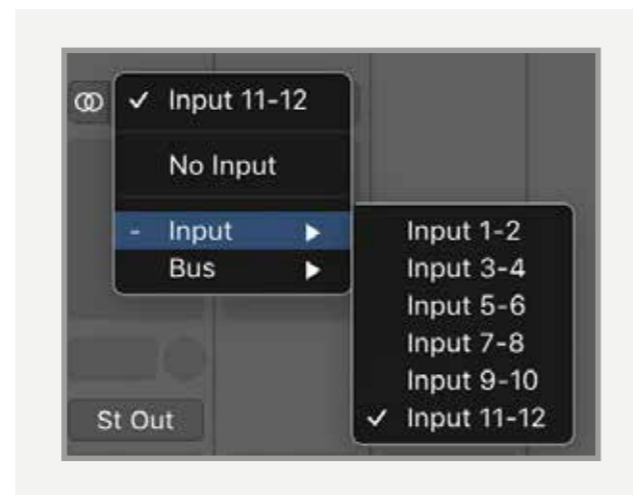 Input 11-12
No Input
- Input
Bus
Input 1-2
Input 3-4
Input 5-6
Input 7-8
Input 9-10
Input 11-12
St Out